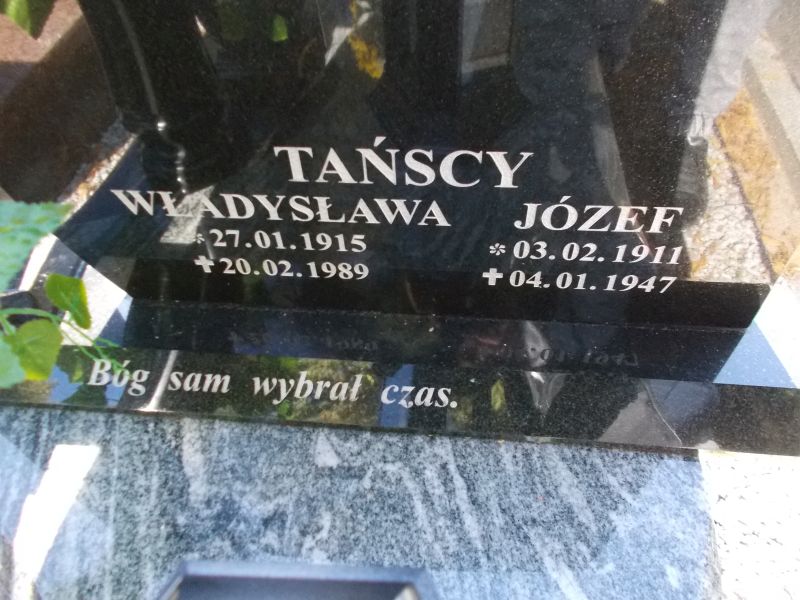 TAŃSCY
WŁADYSŁAWA JÓZEF
* 27.01.1915 * 03.02.1911
✝ 20.02.1989 ✝ 04.01.1947
Bóg sam wybrał czas.